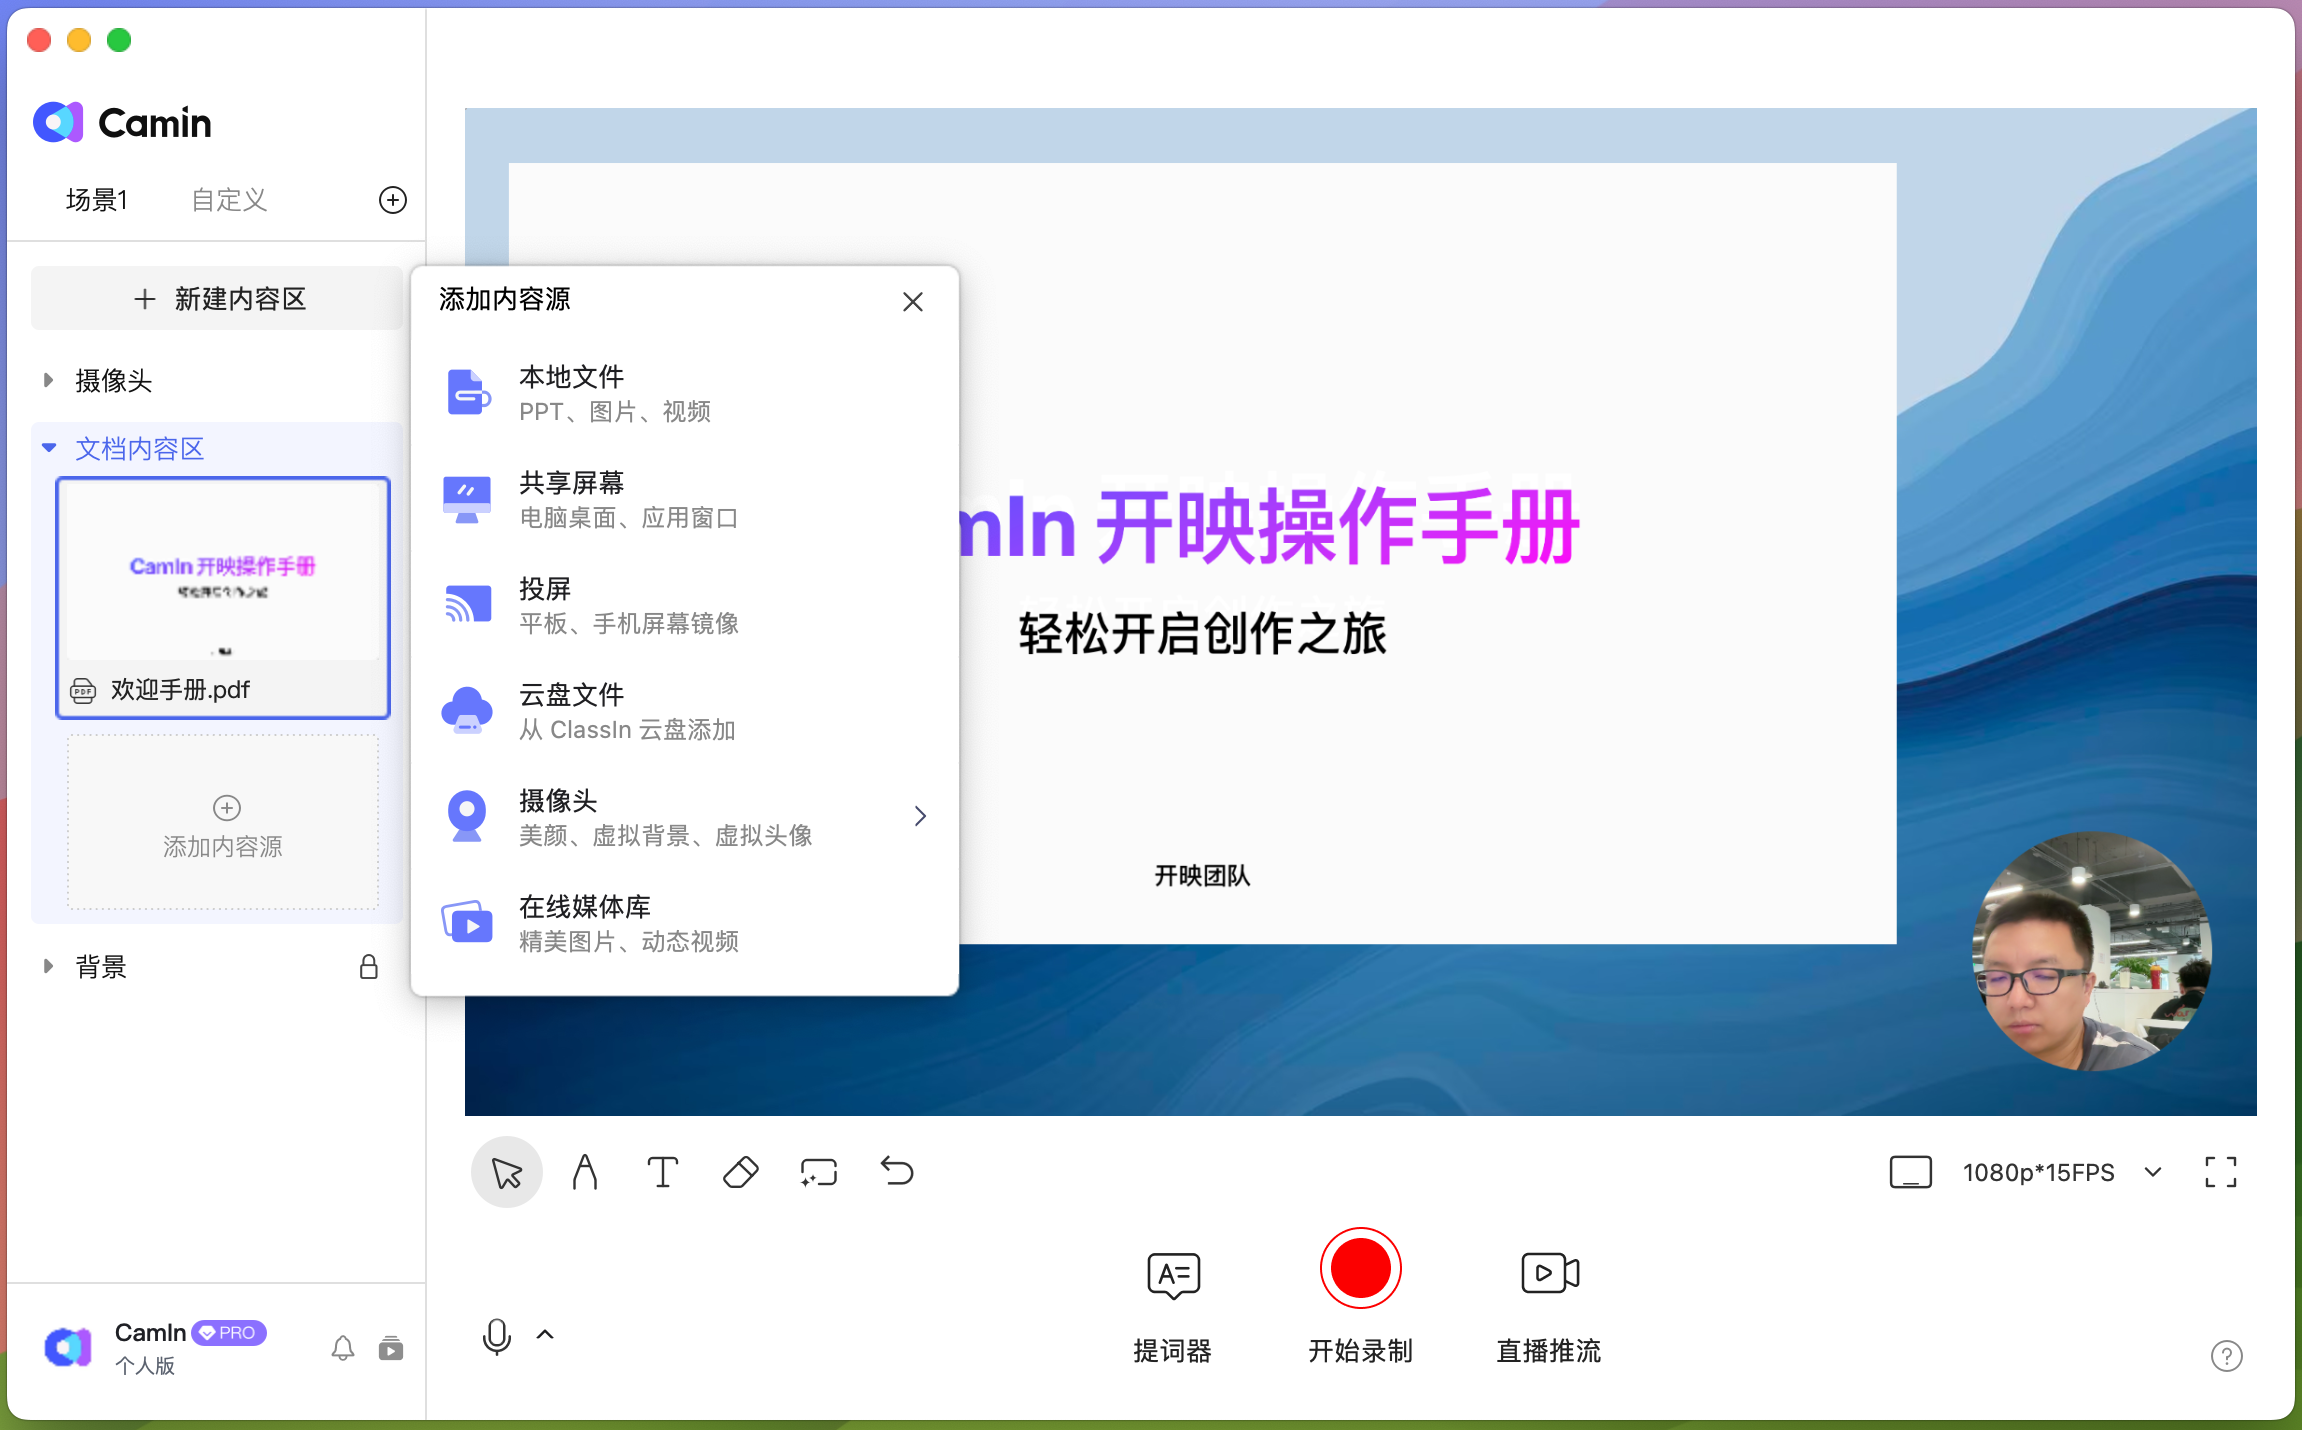 Camin
场景1
自定义
新建内容区
摄像头
文档内容区
CamIn 开映操作手册
PDF
欢迎手册.pdf
添加内容源
背景
CamIn
PRO
个人版
添加内容源
本地文件
PPT、图片、视频
共享屏幕
电脑桌面、应用窗口
投屏
平板、手机屏幕镜像
云盘文件
从 ClassIn 云盘添加
摄像头
美颜、虚拟背景、虚拟头像
在线媒体库
精美图片、动态视频
mIn 开映操作手册
轻松开启创作之旅
开映团队
1080p*15FPS
提词器
开始录制
直播推流